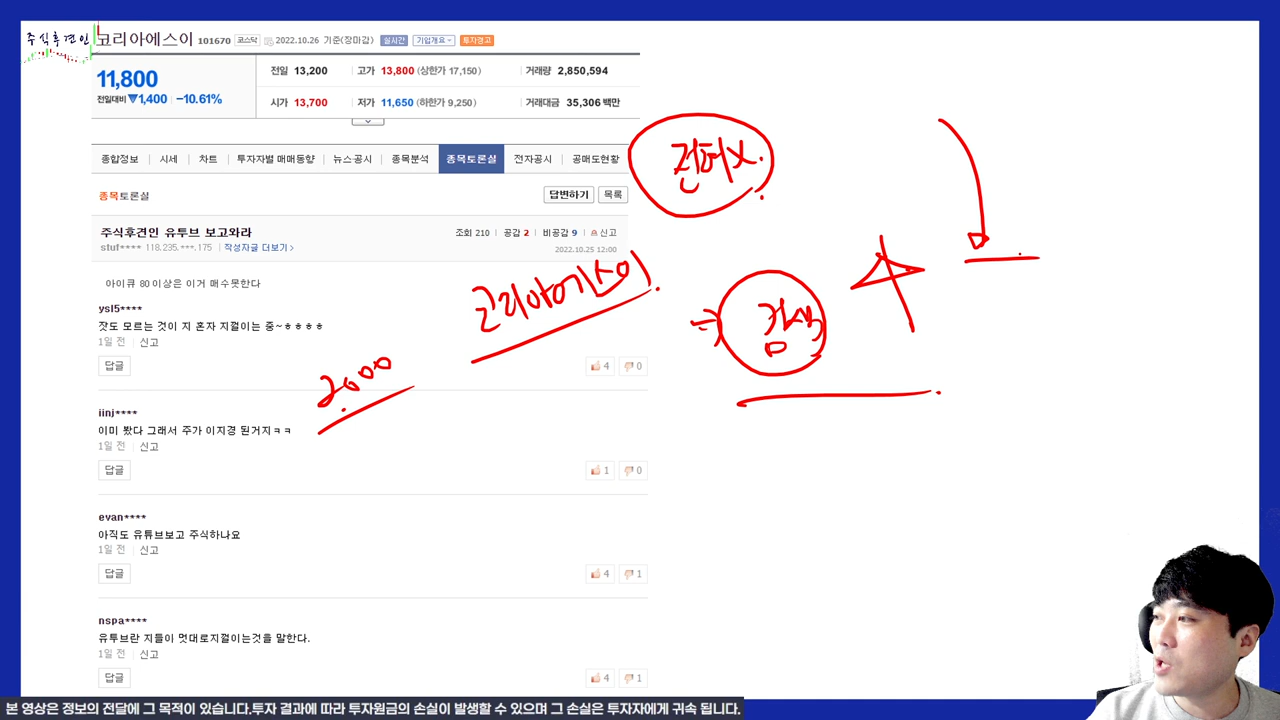 주식후견인
코리아에스이 101670 코스닥 2022.10.26 기준(장마감) 실시간 기업개요 투자경고
11,800
전일대비 ▼1,400 -10.61%
전일 13,200 고가 13,800 (상한가 17,150) 거래량 2,850,594
시가 13,700 저가 11,650 (하한가 9,250) 거래대금 35,306 백만
종합정보 시세 차트 투자자별 매매동향 뉴스·공시 종목분석 종목토론실 전자공시 공매도현황
종목토론실
답변하기 목록
주식후견인 유투브 보고와라
조회 210 공감 2 비공감 9 신고
stuf**** 118.235.***.175 작성자글 더보기 >
2022.10.25 12:00
아이큐 80 이상은 이거 매수못한다
ysl5****
쟛도 모르는 것이 지 혼자 지껄이는 중~ㅎㅎㅎㅎ
1일 전 신고
답글
4 0
iinj****
이미 봤다 그래서 주가 이지경 된거지ㅋㅋ
1일 전 신고
답글
1 0
evan****
아직도 유튜브보고 주식하나요
1일 전 신고
답글
4 1
nspa****
유투브란 지들이 멋대로지껄이는것을 말한다.
1일 전 신고
답글
4 1
코리아에스이
2000
검색
본 영상은 정보의 전달에 그 목적이 있습니다.투자 결과에 따라 투자원금의 손실이 발생할 수 있으며 그 손실은 투자자에게 귀속 됩니다.